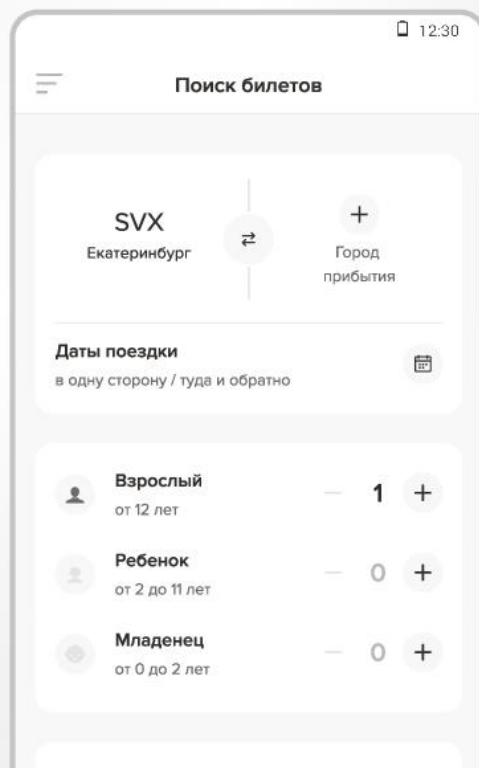 12:30
Поиск билетов
SVX
Екатеринбург
Город
прибытия
Даты поездки
в одну сторону / туда и обратно
Взрослый
от 12 лет
1
Ребенок
от 2 до 11 лет
0
Младенец
от 0 до 2 лет
0